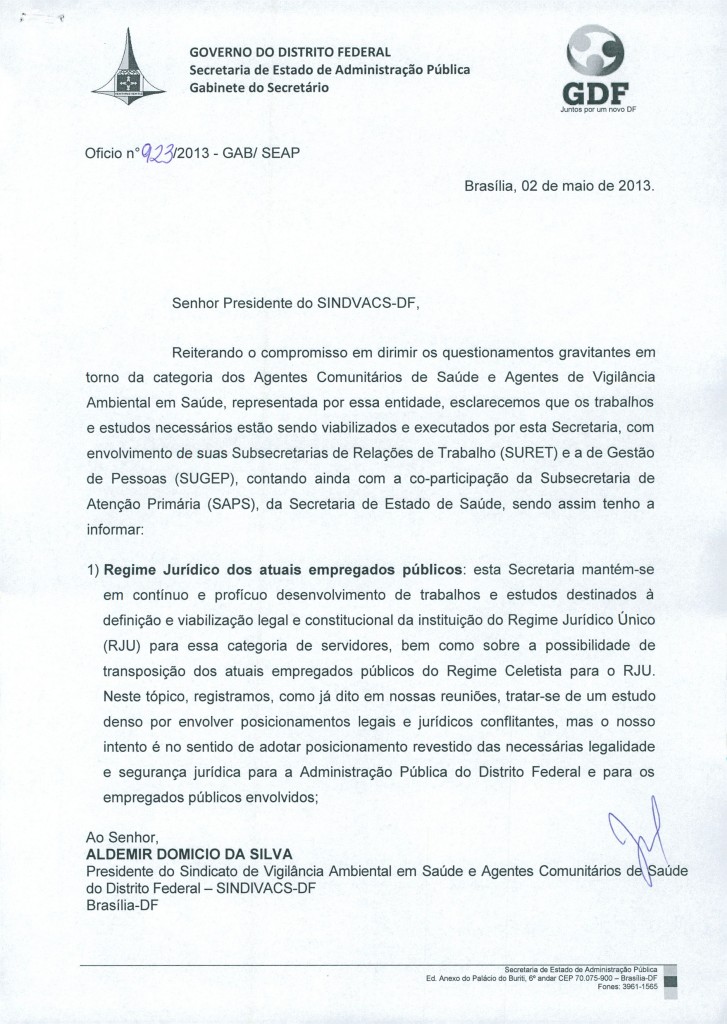 GOVERNO DO DISTRITO FEDERAL
Secretaria de Estado de Administração Pública
Gabinete do Secretário
GDF
Juntos por um novo DF
Oficio n° 923/2013 - GAB/ SEAP
Brasília, 02 de maio de 2013.
Senhor Presidente do SINDVACS-DF,
Reiterando o compromisso em dirimir os questionamentos gravitantes em
torno da categoria dos Agentes Comunitários de Saúde e Agentes de Vigilância
Ambiental em Saúde, representada por essa entidade, esclarecemos que os trabalhos
e estudos necessários estão sendo viabilizados e executados por esta Secretaria, com
envolvimento de suas Subsecretarias de Relações de Trabalho (SURET) e a de Gestão
de Pessoas (SUGEP), contando ainda com a co-participação da Subsecretaria de
Atenção Primária (SAPS), da Secretaria de Estado de Saúde, sendo assim tenho a
informar:
1) Regime Jurídico dos atuais empregados públicos: esta Secretaria mantém-se
em contínuo e profícuo desenvolvimento de trabalhos e estudos destinados à
definição e viabilização legal e constitucional da instituição do Regime Jurídico Único
(RJU) para essa categoria de servidores, bem como sobre a possibilidade de
transposição dos atuais empregados públicos do Regime Celetista para o RJU.
Neste tópico, registramos, como já dito em nossas reuniões, tratar-se de um estudo
denso por envolver posicionamentos legais e jurídicos conflitantes, mas o nosso
intento é no sentido de adotar posicionamento revestido das necessárias legalidade
e segurança jurídica para a Administração Pública do Distrito Federal e para os
empregados públicos envolvidos;
Ao Senhor,
ALDEMIR DOMICIO DA SILVA
Presidente do Sindicato de Vigilância Ambiental em Saúde e Agentes Comunitários de Saúde
do Distrito Federal – SINDIVACS-DF
Brasília-DF
Secretaria de Estado de Administração Pública
Ed. Anexo do Palácio do Buriti, 6º andar CEP 70.075-900 – Brasília-DF
Fones: 3961-1565